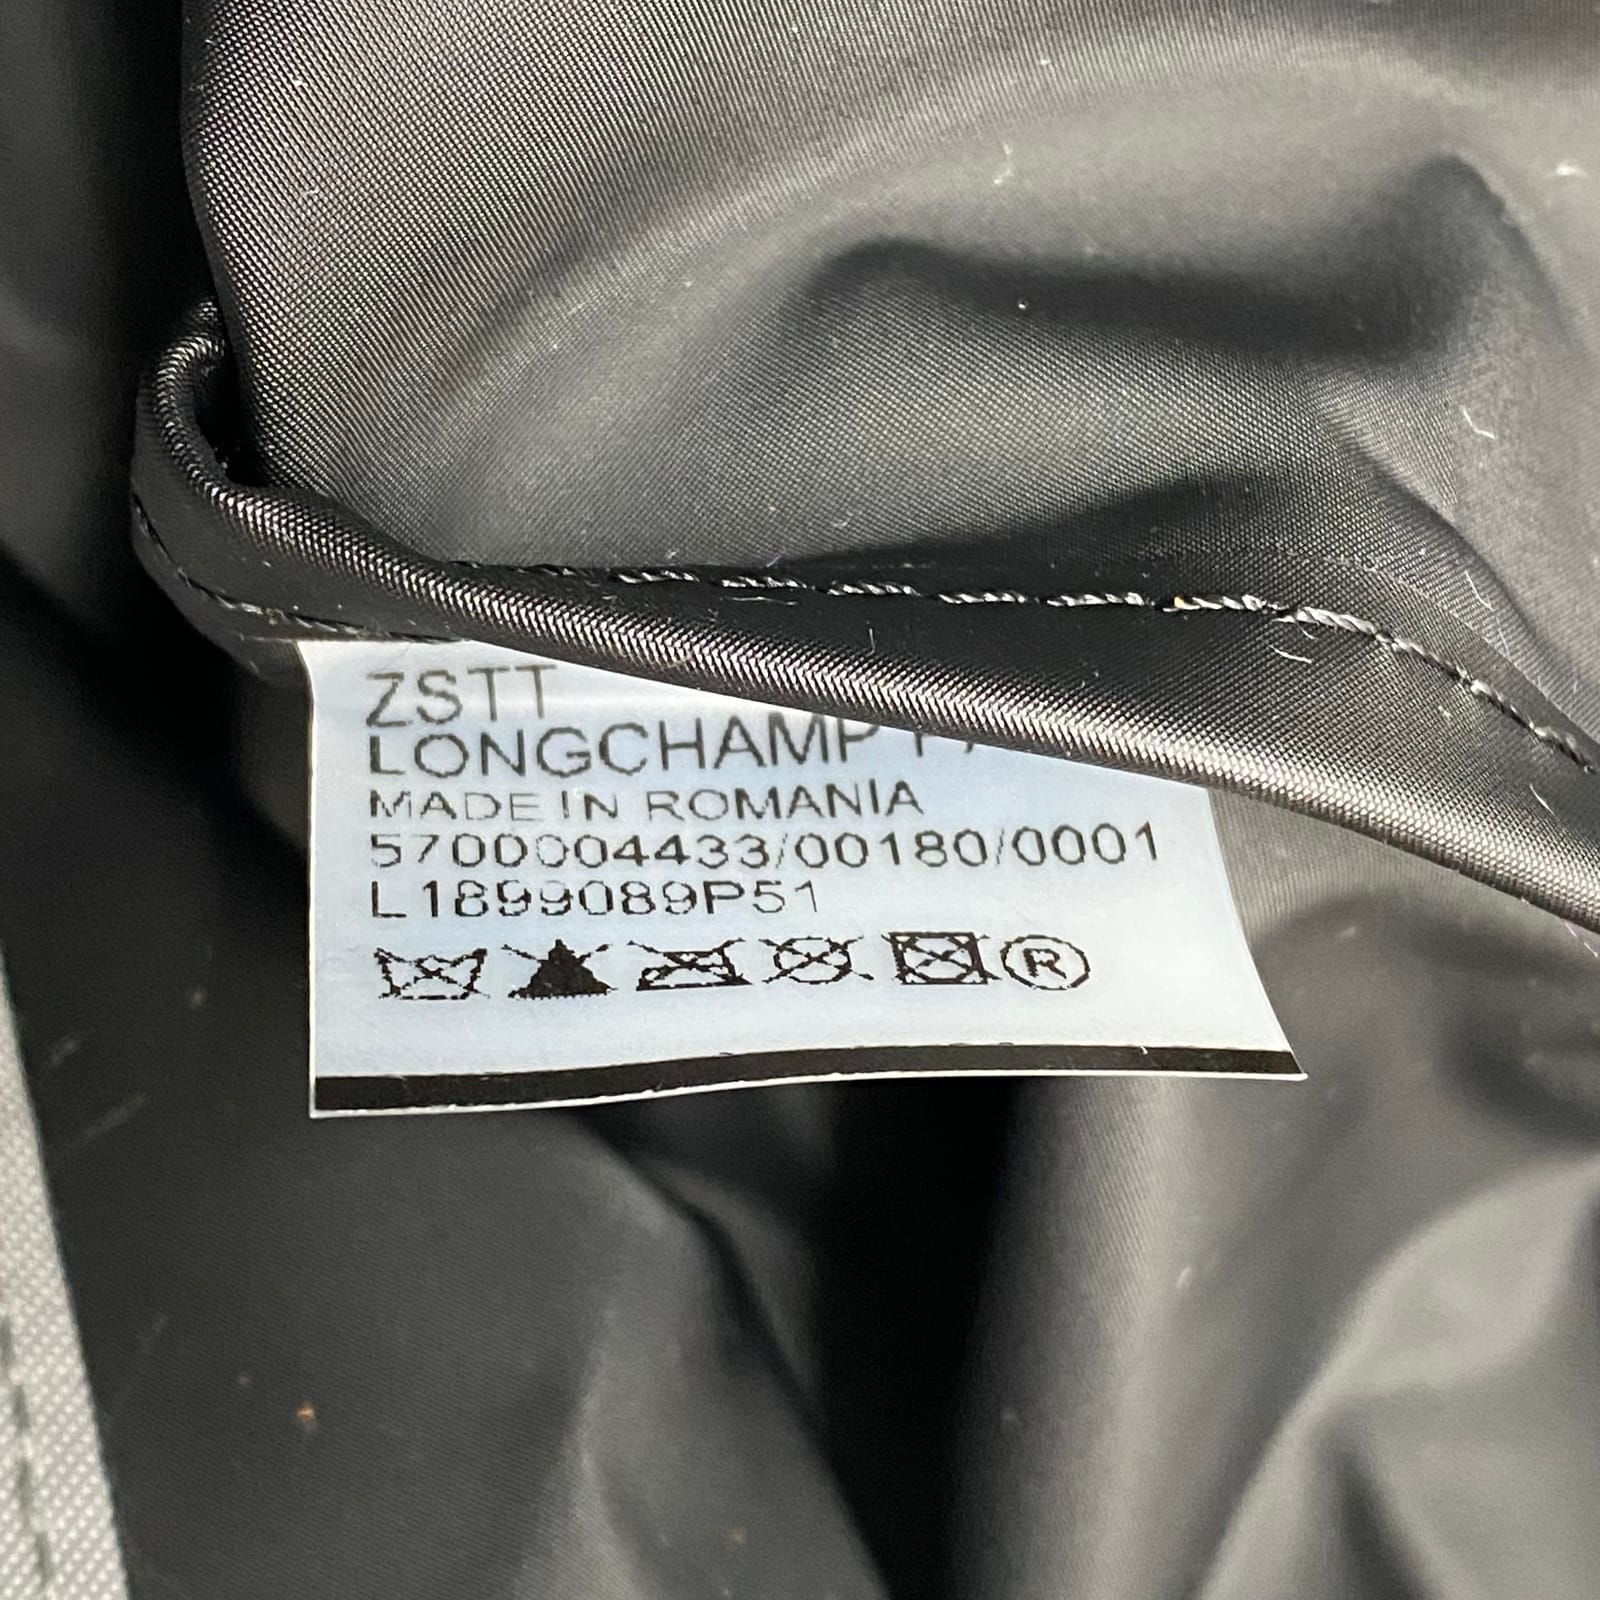 ZSTT
LONGCHAMP
MADE IN ROMANIA
5700004433/00180/0001
L1899089P51
®